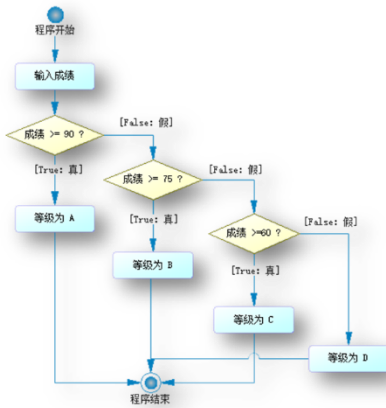 程序开始
输入成绩
成绩 >= 90 ?
[False: 假]
[True: 真]
成绩 >= 75 ?
[False: 假]
等级为 A
[True: 真]
成绩 >=60 ?
[False: 假]
等级为 B
[True: 真]
等级为 C
等级为 D
程序结束